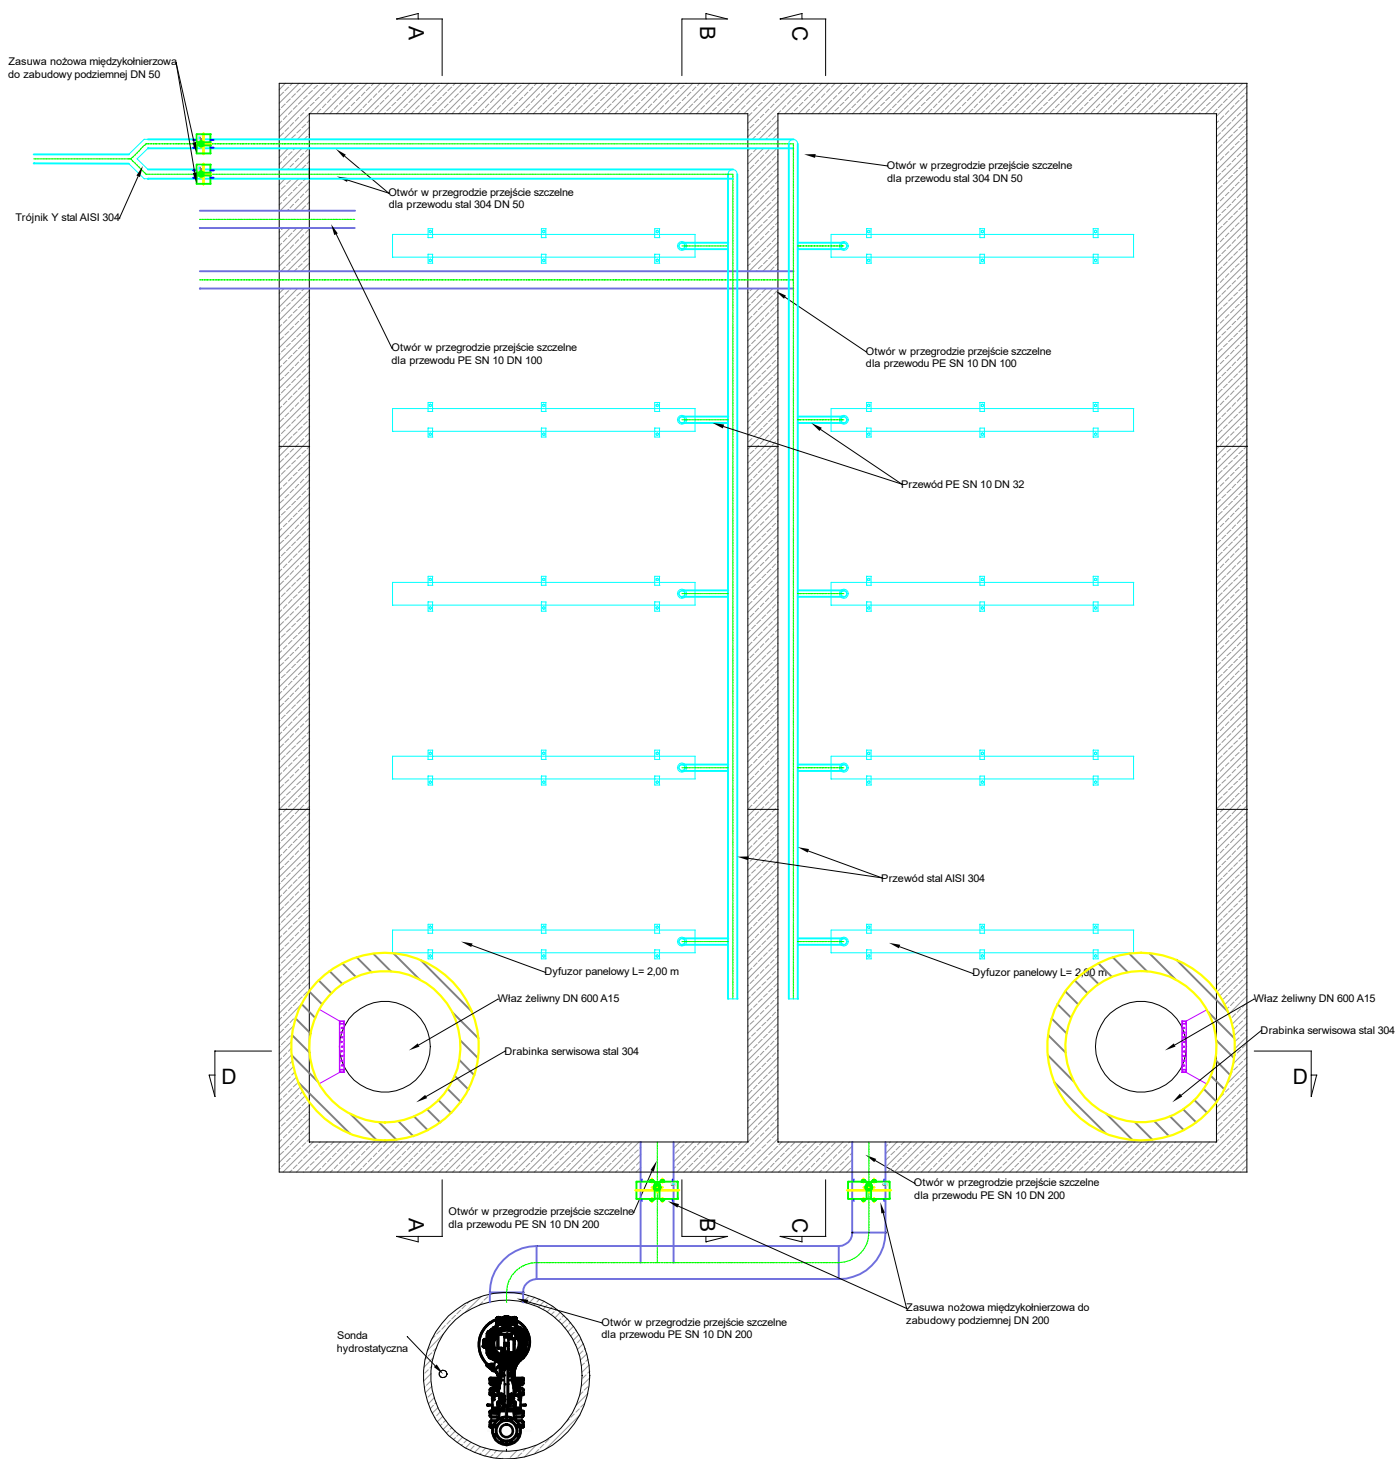 A
B
C
Zasuwa nożowa międzykołnierzowa
do zabudowy podziemnej DN 50
Otwór w przegrodzie przejście szczelne
dla przewodu stal 304 DN 50
Otwór w przegrodzie przejście szczelne
dla przewodu stal 304 DN 50
Trójnik Y stal AISI 304
Otwór w przegrodzie przejście szczelne
dla przewodu PE SN 10 DN 100
Otwór w przegrodzie przejście szczelne
dla przewodu PE SN 10 DN 100
Przewód PE SN 10 DN 32
Przewód stal AISI 304
Dyfuzor panelowy L= 2,00 m
Dyfuzor panelowy L= 2,00 m
Właz żeliwny DN 600 A15
Właz żeliwny DN 600 A15
Drabinka serwisowa stal 304
Drabinka serwisowa stal 304
D
D
Otwór w przegrodzie przejście szczelne
dla przewodu PE SN 10 DN 200
Otwór w przegrodzie przejście szczelne
dla przewodu PE SN 10 DN 200
A
B
C
Zasuwa nożowa międzykołnierzowa do
zabudowy podziemnej DN 200
Otwór w przegrodzie przejście szczelne
dla przewodu PE SN 10 DN 200
Sonda
hydrostatyczna